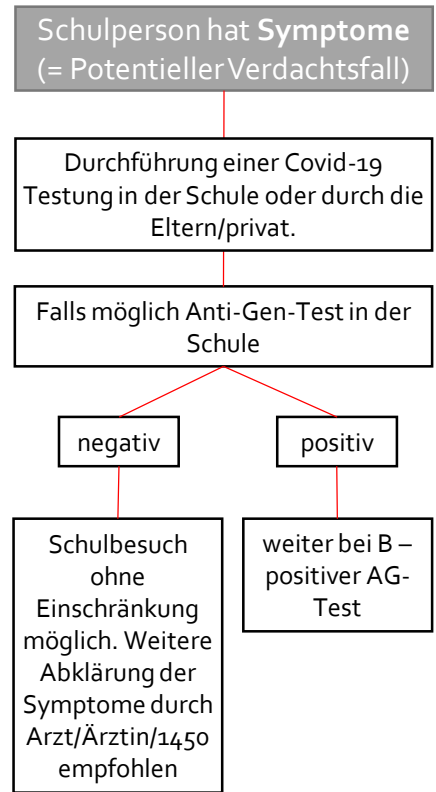 Schulperson hat Symptome
(= Potentieller Verdachtsfall)
Durchführung einer Covid-19
Testung in der Schule oder durch die
Eltern/privat.
Falls möglich Anti-Gen-Test in der
Schule
negativ
positiv
Schulbesuch
ohne
Einschränkung
möglich. Weitere
Abklärung der
Symptome durch
Arzt/Ärztin/1450
empfohlen
weiter bei B –
positiver AG-
Test